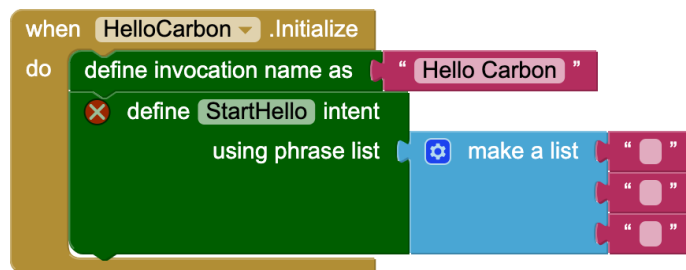 when HelloCarbon .Initialize
do define invocation name as " Hello Carbon "
define StartHello intent
using phrase list make a list " "
" "
" "